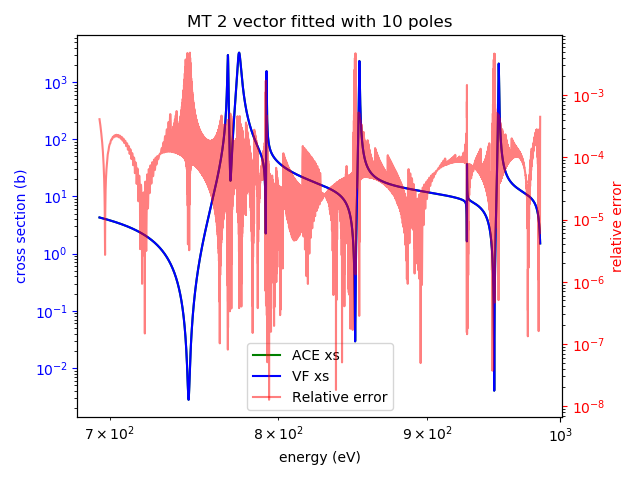 MT 2 vector fitted with 10 poles
cross section (b)
10³
10²
10¹
10⁰
10⁻¹
10⁻²
10⁻³
10⁻⁴
10⁻⁵
10⁻⁶
10⁻⁷
10⁻⁸
relative error
ACE xs
VF xs
Relative error
7 × 10² 8 × 10² 9 × 10² 10³
energy (eV)